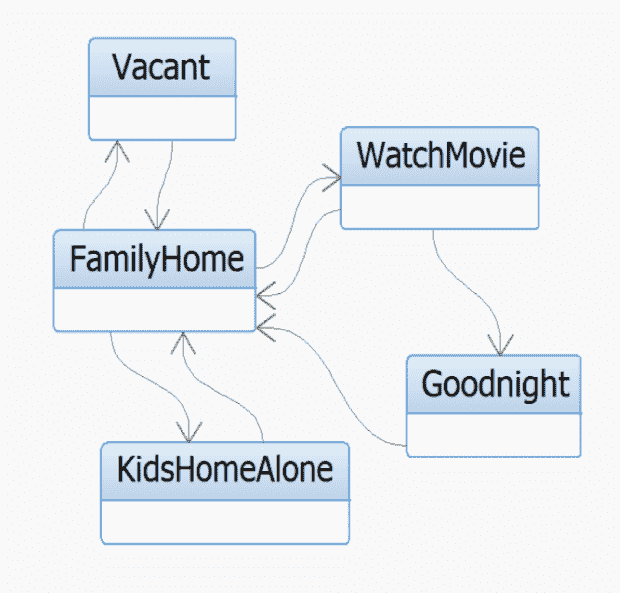 Vacant
WatchMovie
FamilyHome
Goodnight
KidsHomeAlone